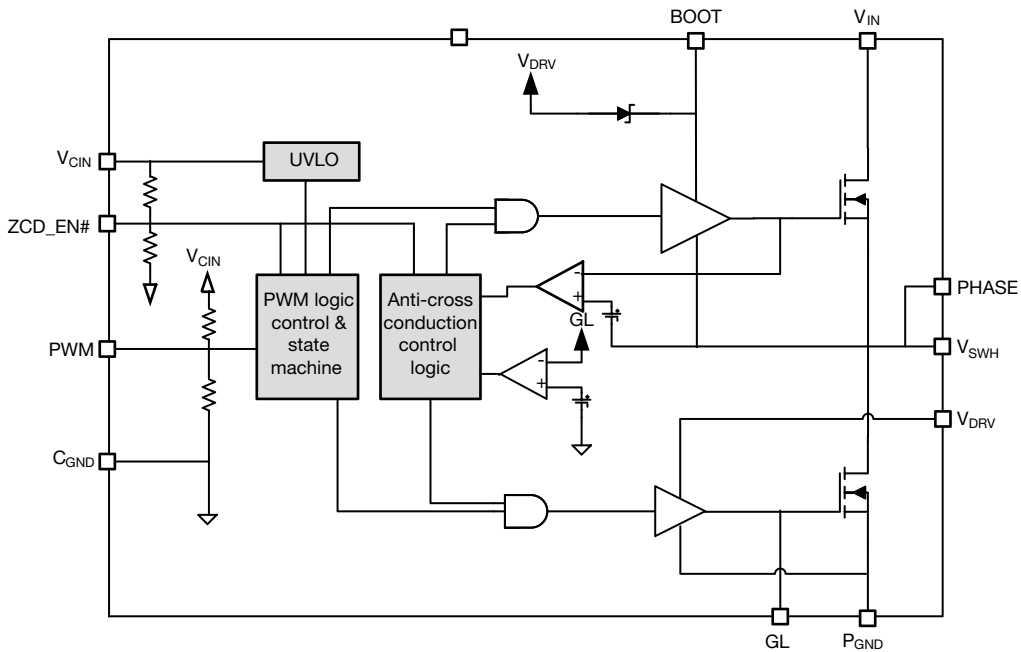 BOOT
VIN
VDRV
VCIN
UVLO
ZCD_EN#
VCIN
PWM logic
control &
state
machine
Anti-cross
conduction
control
logic
-
+
GL
-
+
PHASE
PWM
VSWH
VDRV
CGND
GL
PGND